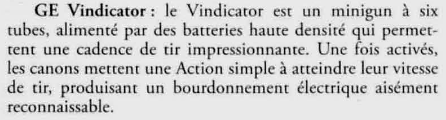 GE Vindicator : le Vindicator est un minigun à six
tubes, alimenté par des batteries haute densité qui permet-
tent une cadence de tir impressionnante. Une fois activés,
les canons mettent une Action simple à atteindre leur vitesse
de tir, produisant un bourdonnement électrique aisément
reconnaissable.